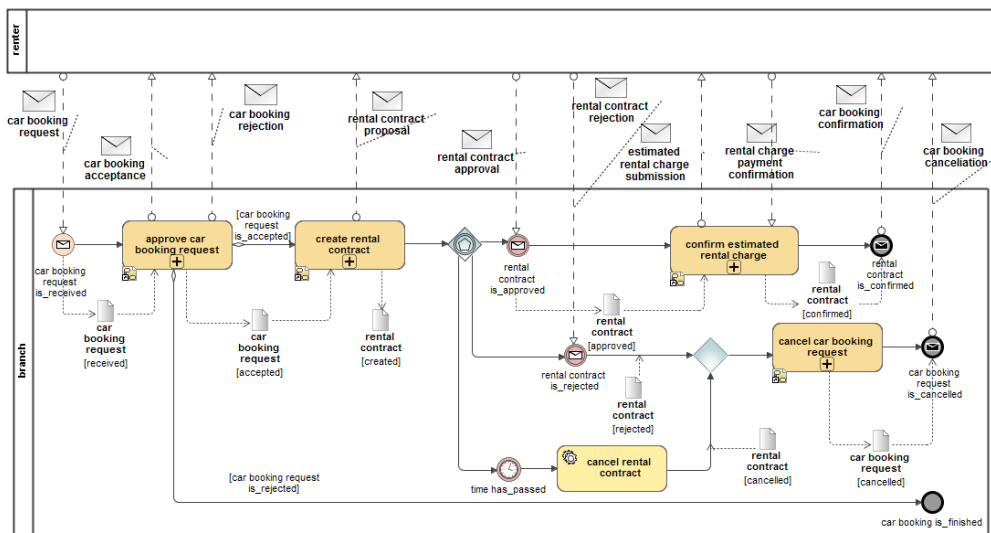 renter
car booking
request
car booking
acceptance
car booking
rejection
rental contract
proposal
rental contract
approval
rental contract
rejection
estimated
rental charge
submission
rental charge
payment
confirmation
car booking
confirmation
car booking
canceliation
branch
car booking
request
is_received
approve car
booking request
[car booking
request
is_accepted]
create rental
contract
rental
contract
is_approved
confirm estimated
rental charge
rental
contract
is_confirmed
car
booking
request
[received]
car
booking
request
[accepted]
rental
contract
[created]
rental
contract
[approved]
rental
contract
[confirmed]
rental contract
is_rejected
rental
contract
[rejected]
cancel car booking
request
car booking
request
is_cancelled
time has_passed
cancel rental
contract
rental
contract
[cancelled]
car booking
request
[cancelled]
[car booking request
is_rejected]
car booking is_finished